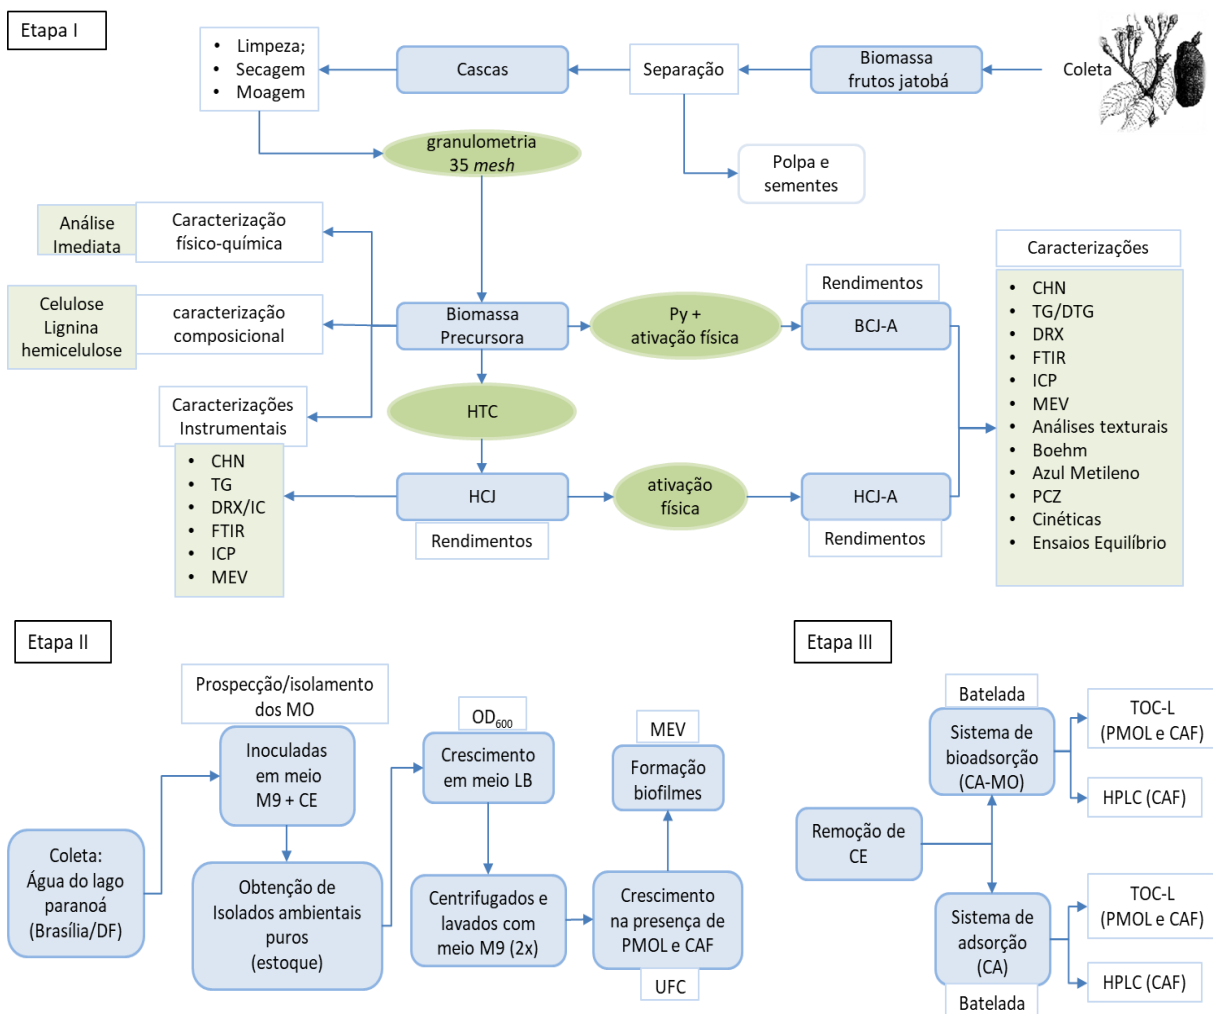 Etapa I
• Limpeza;
• Secagem
• Moagem
Cascas
Separação
Biomassa
frutos jatobá
Coleta
granulometria
35 mesh
Polpa e
sementes
Análise
Imediata
Caracterização
físico-química
Celulose
Lignina
hemicelulose
caracterização
composicional
Biomassa
Precursora
Py +
ativação física
Rendimentos
BCJ-A
Caracterizações
• CHN
• TG/DTG
• DRX
• FTIR
• ICP
• MEV
• Análises texturais
• Boehm
• Azul Metileno
• PCZ
• Cinéticas
• Ensaios Equilíbrio
Caracterizações
Instrumentais
• CHN
• TG
• DRX/IC
• FTIR
• ICP
• MEV
HTC
HCJ
Rendimentos
ativação
física
HCJ-A
Rendimentos
Etapa II
Coleta:
Água do lago
paranoá
(Brasília/DF)
Prospecção/isolamento
dos MO
Inoculadas
em meio
M9 + CE
Obtenção de
Isolados ambientais
puros
(estoque)
OD600
Crescimento
em meio LB
Centrifugados e
lavados com
meio M9 (2x)
MEV
Formação
biofilmes
Crescimento
na presença de
PMOL e CAF
UFC
Etapa III
Remoção de
CE
Batelada
Sistema de
bioadsorção
(CA-MO)
TOC-L
(PMOL e CAF)
HPLC (CAF)
Sistema de
adsorção
(CA)
Batelada
TOC-L
(PMOL e CAF)
HPLC (CAF)